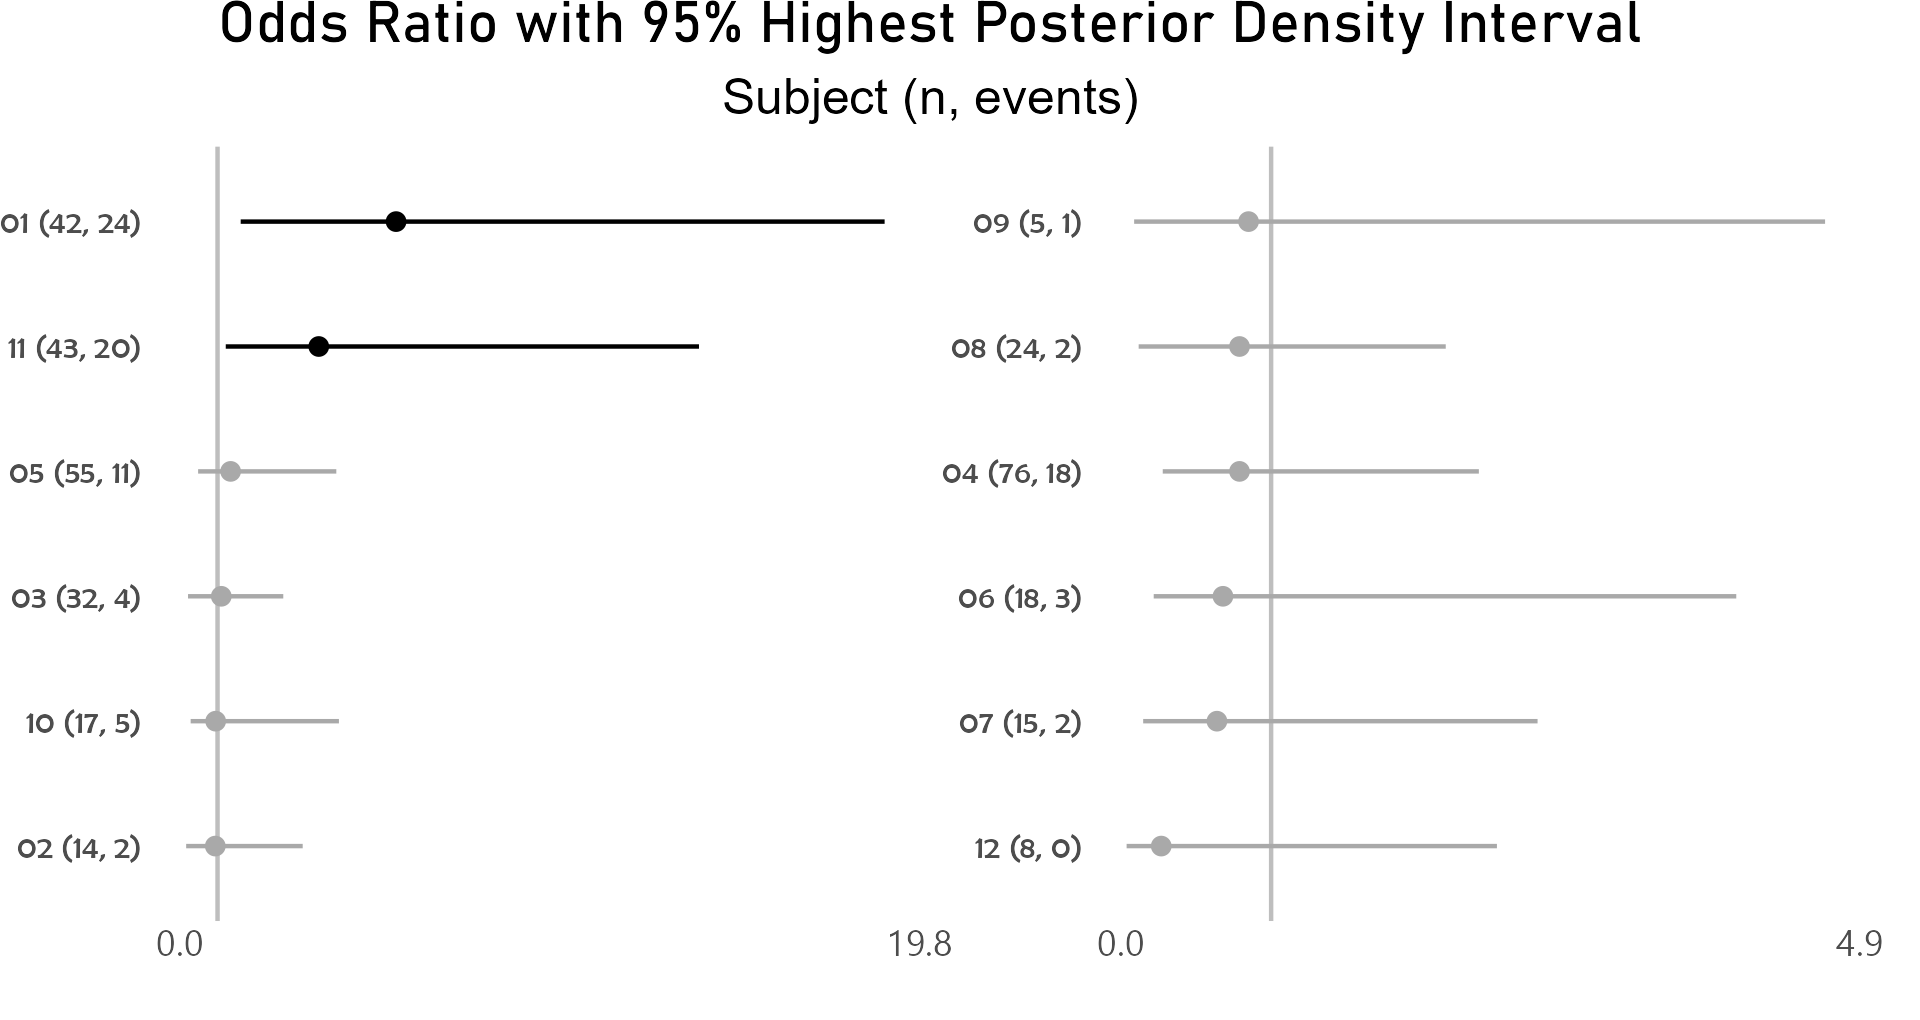 Odds Ratio with 95% Highest Posterior Density Interval
Subject (n, events)
01 (42, 24)
11 (43, 20)
05 (55, 11)
03 (32, 4)
10 (17, 5)
02 (14, 2)
0.0
19.8
09 (5, 1)
08 (24, 2)
04 (76, 18)
06 (18, 3)
07 (15, 2)
12 (8, 0)
0.0
4.9